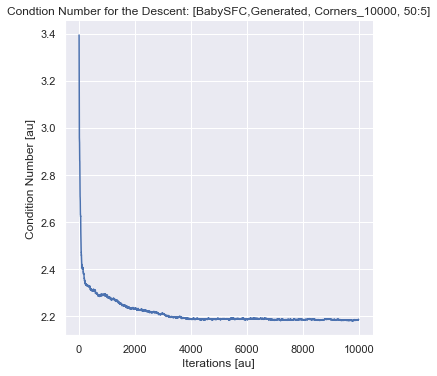 Condtion Number for the Descent: [BabySFC,Generated, Corners_10000, 50:5]
3.4
3.2
3.0
2.8
2.6
2.4
2.2
Condition Number [au]
0 2000 4000 6000 8000 10000
Iterations [au]